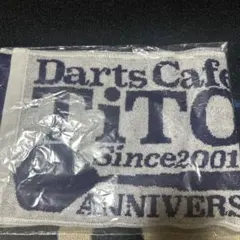 Darts Cafe
TiTO
Since2001
ANNIVERS